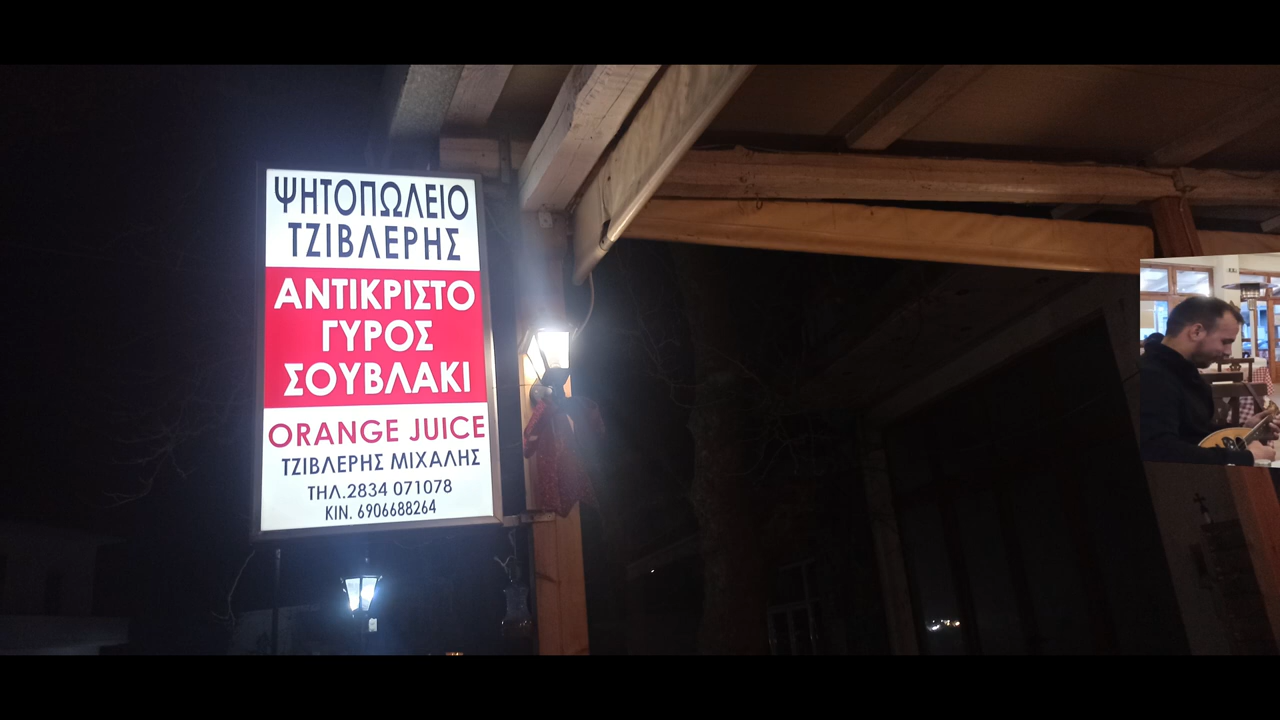 ΨΗΤΟΠΩΛΕΙΟ
ΤΖΙΒΛΕΡΗΣ
ΑΝΤΙΚΡΙΣΤΟ
ΓΥΡΟΣ
ΣΟΥΒΛΑΚΙ
ORANGE JUICE
ΤΖΙΒΛΕΡΗΣ ΜΙΧΑΛΗΣ
ΤΗΛ.2834 071078
ΚΙΝ. 6906688264